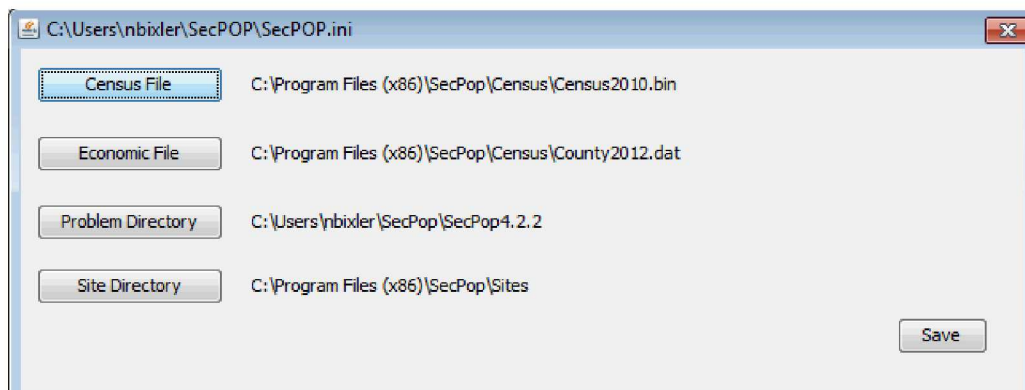 C:\Users\nbixler\SecPOP\SecPOP.ini
Census File C:\Program Files (x86)\SecPop\Census\Census2010.bin
Economic File C:\Program Files (x86)\SecPop\Census\County2012.dat
Problem Directory C:\Users\nbixler\SecPop\SecPop4.2.2
Site Directory C:\Program Files (x86)\SecPop\Sites
Save